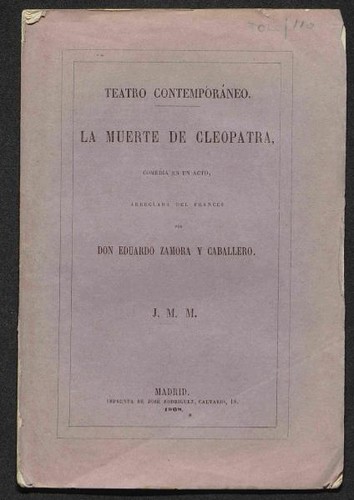 TEATRO CONTEMPORÁNEO.
LA MUERTE DE CLEOPATRA,
COMEDIA EN UN ACTO,
ARREGLADA DEL FRANCÉS
POR
DON EDUARDO ZAMORA Y CABALLERO.
J. M. M.
MADRID.
IMPRENTA DE JOSÉ RODRIGUEZ, CALVARIO, 18.
1868.